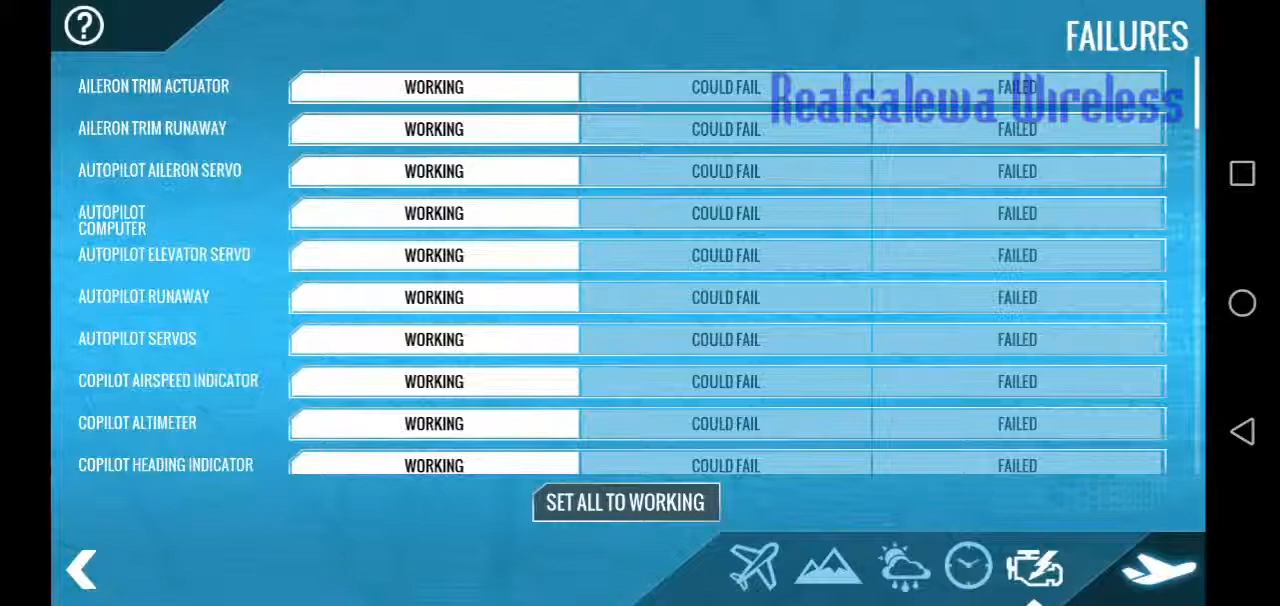 ?
FAILURES
Realsalewa Wireless
AILERON TRIM ACTUATOR WORKING COULD FAIL FAILED
AILERON TRIM RUNAWAY WORKING COULD FAIL FAILED
AUTOPILOT AILERON SERVO WORKING COULD FAIL FAILED
AUTOPILOT
COMPUTER WORKING COULD FAIL FAILED
AUTOPILOT ELEVATOR SERVO WORKING COULD FAIL FAILED
AUTOPILOT RUNAWAY WORKING COULD FAIL FAILED
AUTOPILOT SERVOS WORKING COULD FAIL FAILED
COPILOT AIRSPEED INDICATOR WORKING COULD FAIL FAILED
COPILOT ALTIMETER WORKING COULD FAIL FAILED
COPILOT HEADING INDICATOR WORKING COULD FAIL FAILED
SET ALL TO WORKING